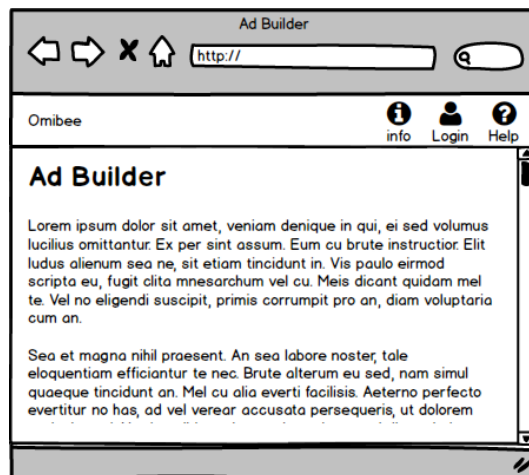 Ad Builder
http://
Omibee
info Login Help
Ad Builder
Lorem ipsum dolor sit amet, veniam denique in qui, ei sed volumus
lucilius omittantur. Ex per sint assum. Eum cu brute instructior. Elit
ludus alienum sea ne, sit etiam tincidunt in. Vis paulo eirmod
scripta eu, fugit clita mnesarchum vel cu. Meis dicant quidam mel
te. Vel no eligendi suscipit, primis corrumpit pro an, diam voluptaria
cum an.
Sea et magna nihil praesent. An sea labore noster, tale
eloquentiam efficiantur te nec. Brute alterum eu sed, nam simul
quaeque tincidunt an. Mel cu alia everti facilisis. Aeterno perfecto
evertitur no has, ad vel verear accusata persequeris, ut dolorem